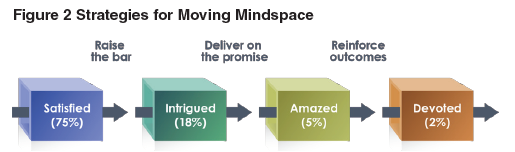 Figure 2 Strategies for Moving Mindspace
Raise
the bar
Deliver on
the promise
Reinforce
outcomes
Satisfied
(75%)
Intrigued
(18%)
Amazed
(5%)
Devoted
(2%)